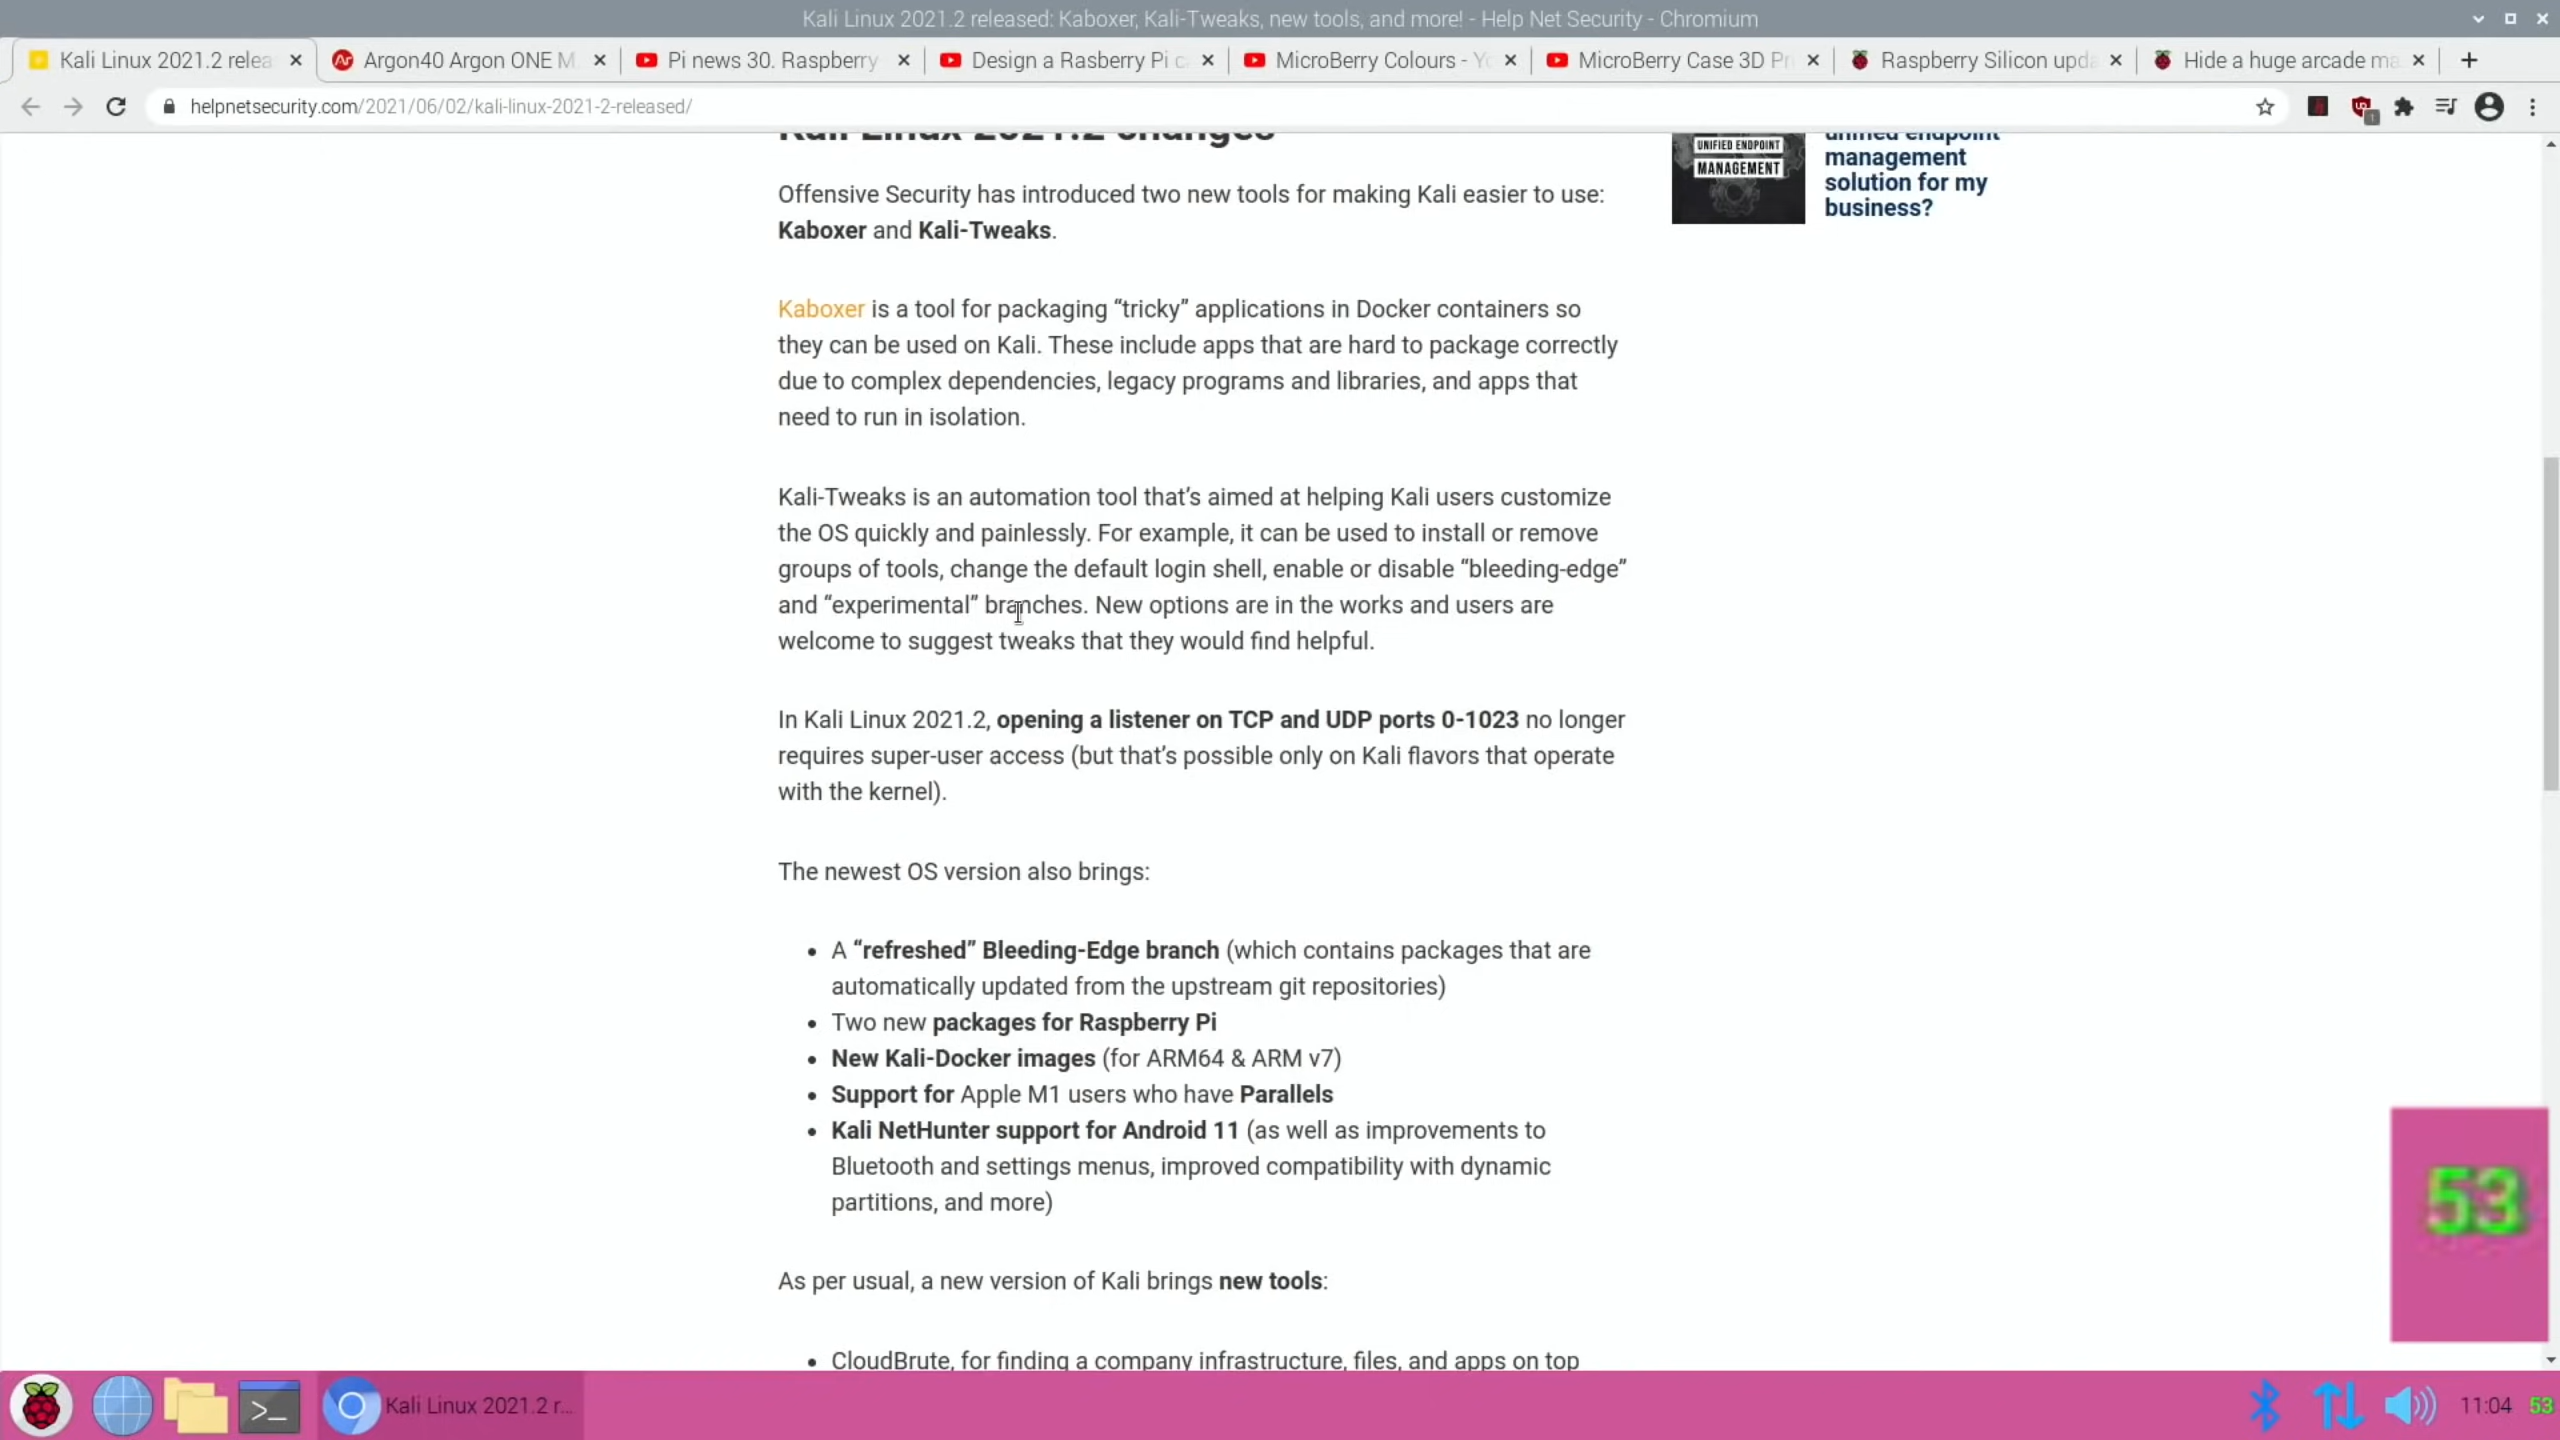 Kali Linux 2021.2 released: Kaboxer, Kali-Tweaks, new tools, and more! - Help Net Security - Chromium
Kali Linux 2021.2 relea
Argon40 Argon ONE M
Pi news 30. Raspberry
Design a Rasberry Pi c
MicroBerry Colours - Yo
MicroBerry Case 3D Pr
Raspberry Silicon upda
Hide a huge arcade ma
helpnetsecurity.com/2021/06/02/kali-linux-2021-2-released/
1
Kali Linux 2021.2 changes
Offensive Security has introduced two new tools for making Kali easier to use:
Kaboxer and Kali-Tweaks.
Kaboxer is a tool for packaging “tricky” applications in Docker containers so
they can be used on Kali. These include apps that are hard to package correctly
due to complex dependencies, legacy programs and libraries, and apps that
need to run in isolation.
Kali-Tweaks is an automation tool that’s aimed at helping Kali users customize
the OS quickly and painlessly. For example, it can be used to install or remove
groups of tools, change the default login shell, enable or disable “bleeding-edge”
and “experimental” branches. New options are in the works and users are
welcome to suggest tweaks that they would find helpful.
In Kali Linux 2021.2, opening a listener on TCP and UDP ports 0-1023 no longer
requires super-user access (but that’s possible only on Kali flavors that operate
with the kernel).
The newest OS version also brings:
• A “refreshed” Bleeding-Edge branch (which contains packages that are
automatically updated from the upstream git repositories)
• Two new packages for Raspberry Pi
• New Kali-Docker images (for ARM64 & ARM v7)
• Support for Apple M1 users who have Parallels
• Kali NetHunter support for Android 11 (as well as improvements to
Bluetooth and settings menus, improved compatibility with dynamic
partitions, and more)
As per usual, a new version of Kali brings new tools:
• CloudBrute, for finding a company infrastructure, files, and apps on top
UNIFIED ENDPOINT
MANAGEMENT
unified endpoint
management
solution for my
business?
53
Kali Linux 2021.2 r...
11:04
53